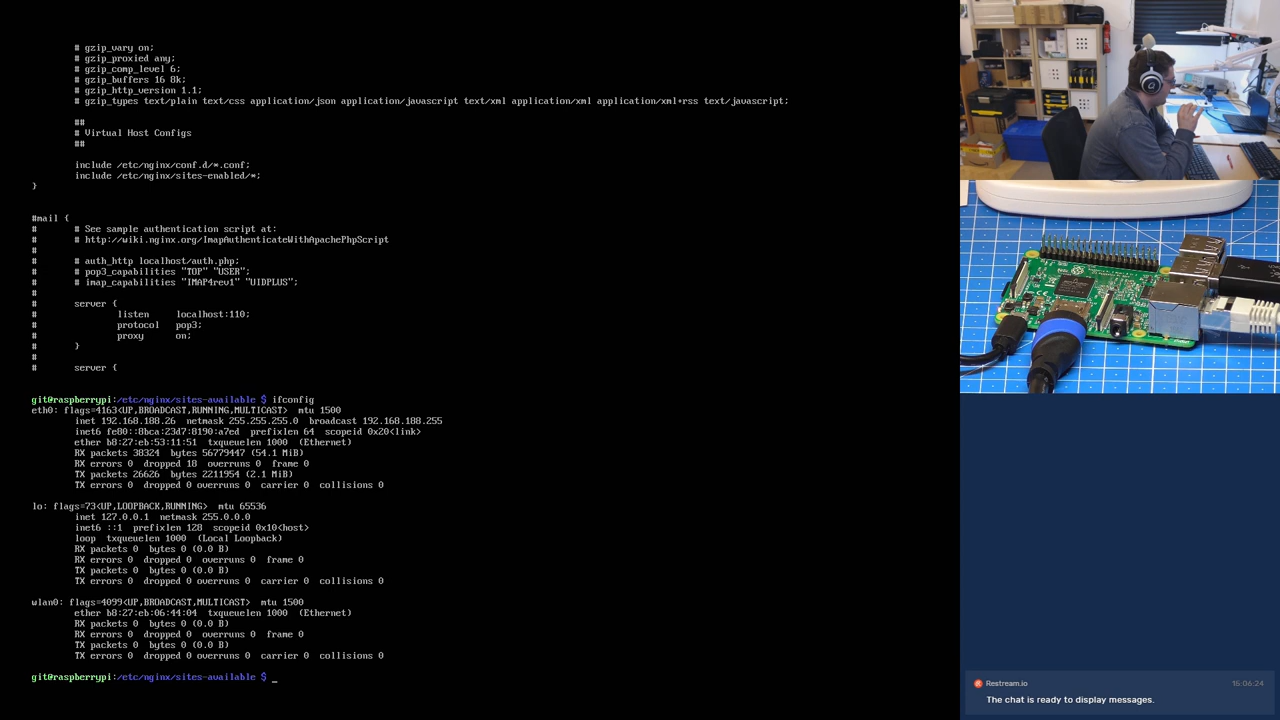 # gzip_vary on;
# gzip_proxied any;
# gzip_comp_level 6;
# gzip_buffers 16 8k;
# gzip_http_version 1.1;
# gzip_types text/plain text/css application/json application/javascript text/xml application/xml application/xml+rss text/javascript;
##
# Virtual Host Configs
##
include /etc/nginx/conf.d/*.conf;
include /etc/nginx/sites-enabled/*;
}
#mail {
#       # See sample authentication script at:
#       # http://wiki.nginx.org/ImapAuthenticateWithApachePhpScript
#
#       # auth_http localhost/auth.php;
#       # pop3_capabilities "TOP" "USER";
#       # imap_capabilities "IMAP4rev1" "UIDPLUS";
#
#       server {
#               listen     localhost:110;
#               protocol   pop3;
#               proxy      on;
#       }
#
#       server {
git@raspberrypi:/etc/nginx/sites-available $ ifconfig
eth0: flags=4163<UP,BROADCAST,RUNNING,MULTICAST>  mtu 1500
inet 192.168.188.26  netmask 255.255.255.0  broadcast 192.168.188.255
inet6 fe80::8bca:23d7:8190:a7ed  prefixlen 64  scopeid 0x20<link>
ether b8:27:eb:53:11:51  txqueuelen 1000  (Ethernet)
RX packets 38324  bytes 56779447 (54.1 MiB)
RX errors 0  dropped 18  overruns 0  frame 0
TX packets 26626  bytes 2211954 (2.1 MiB)
TX errors 0  dropped 0 overruns 0  carrier 0  collisions 0
lo: flags=73<UP,LOOPBACK,RUNNING>  mtu 65536
inet 127.0.0.1  netmask 255.0.0.0
inet6 ::1  prefixlen 128  scopeid 0x10<host>
loop  txqueuelen 1000  (Local Loopback)
RX packets 0  bytes 0 (0.0 B)
RX errors 0  dropped 0  overruns 0  frame 0
TX packets 0  bytes 0 (0.0 B)
TX errors 0  dropped 0 overruns 0  carrier 0  collisions 0
wlan0: flags=4099<UP,BROADCAST,MULTICAST>  mtu 1500
ether b8:27:eb:06:44:04  txqueuelen 1000  (Ethernet)
RX packets 0  bytes 0 (0.0 B)
RX errors 0  dropped 0  overruns 0  frame 0
TX packets 0  bytes 0 (0.0 B)
TX errors 0  dropped 0 overruns 0  carrier 0  collisions 0
git@raspberrypi:/etc/nginx/sites-available $ _
Restream.io 15:06:24
The chat is ready to display messages.